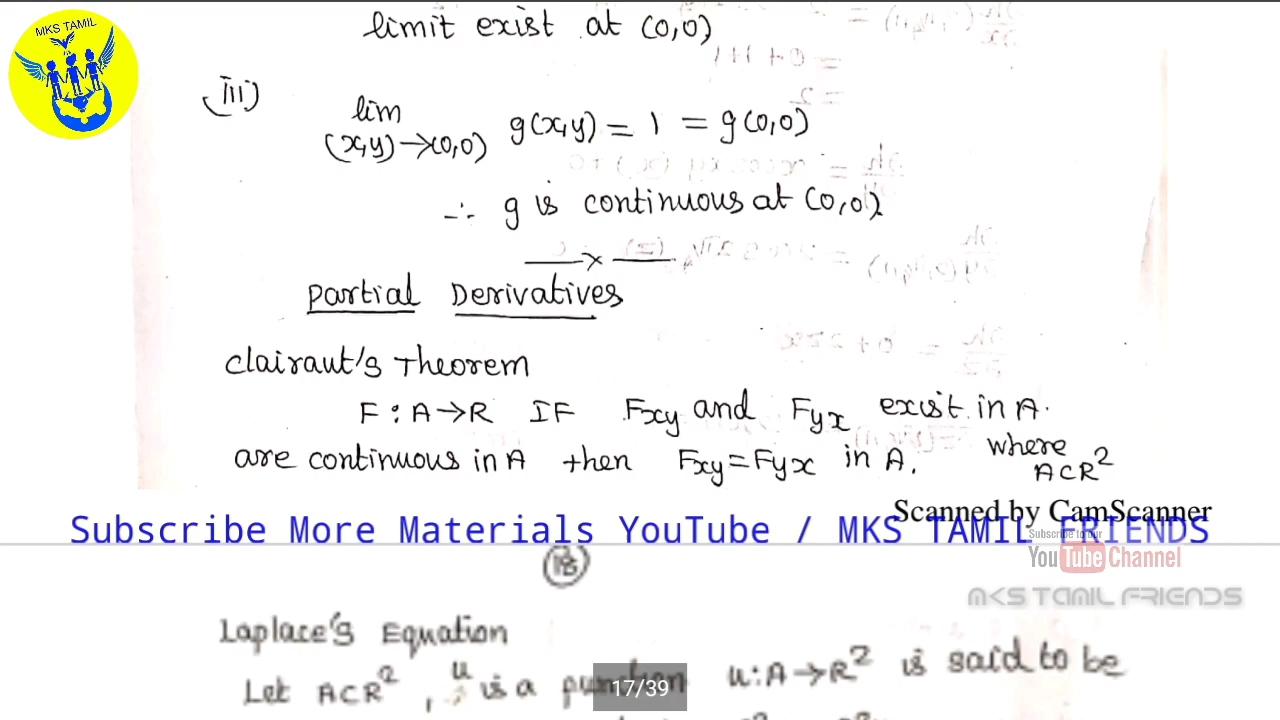 MKS TAMIL
limit exist at (0,0)
iii)
lim
(x,y)→(0,0) g(x,y) = 1 = g(0,0)
∴ g is continuous at (0,0)
Partial Derivatives
Clairaut's Theorem
F : A→R IF Fxy and Fyx exist in A.
are continuous in A then Fxy = Fyx in A. where
A⊂R²
Scanned by CamScanner
Subscribe More Materials YouTube / MKS TAMIL FRIENDS
Subscribe to our
YouTube Channel
18
MKS TAMIL FRIENDS
Laplace's Equation
Let A⊂R², u is a u:A→R² is said to be
17/39